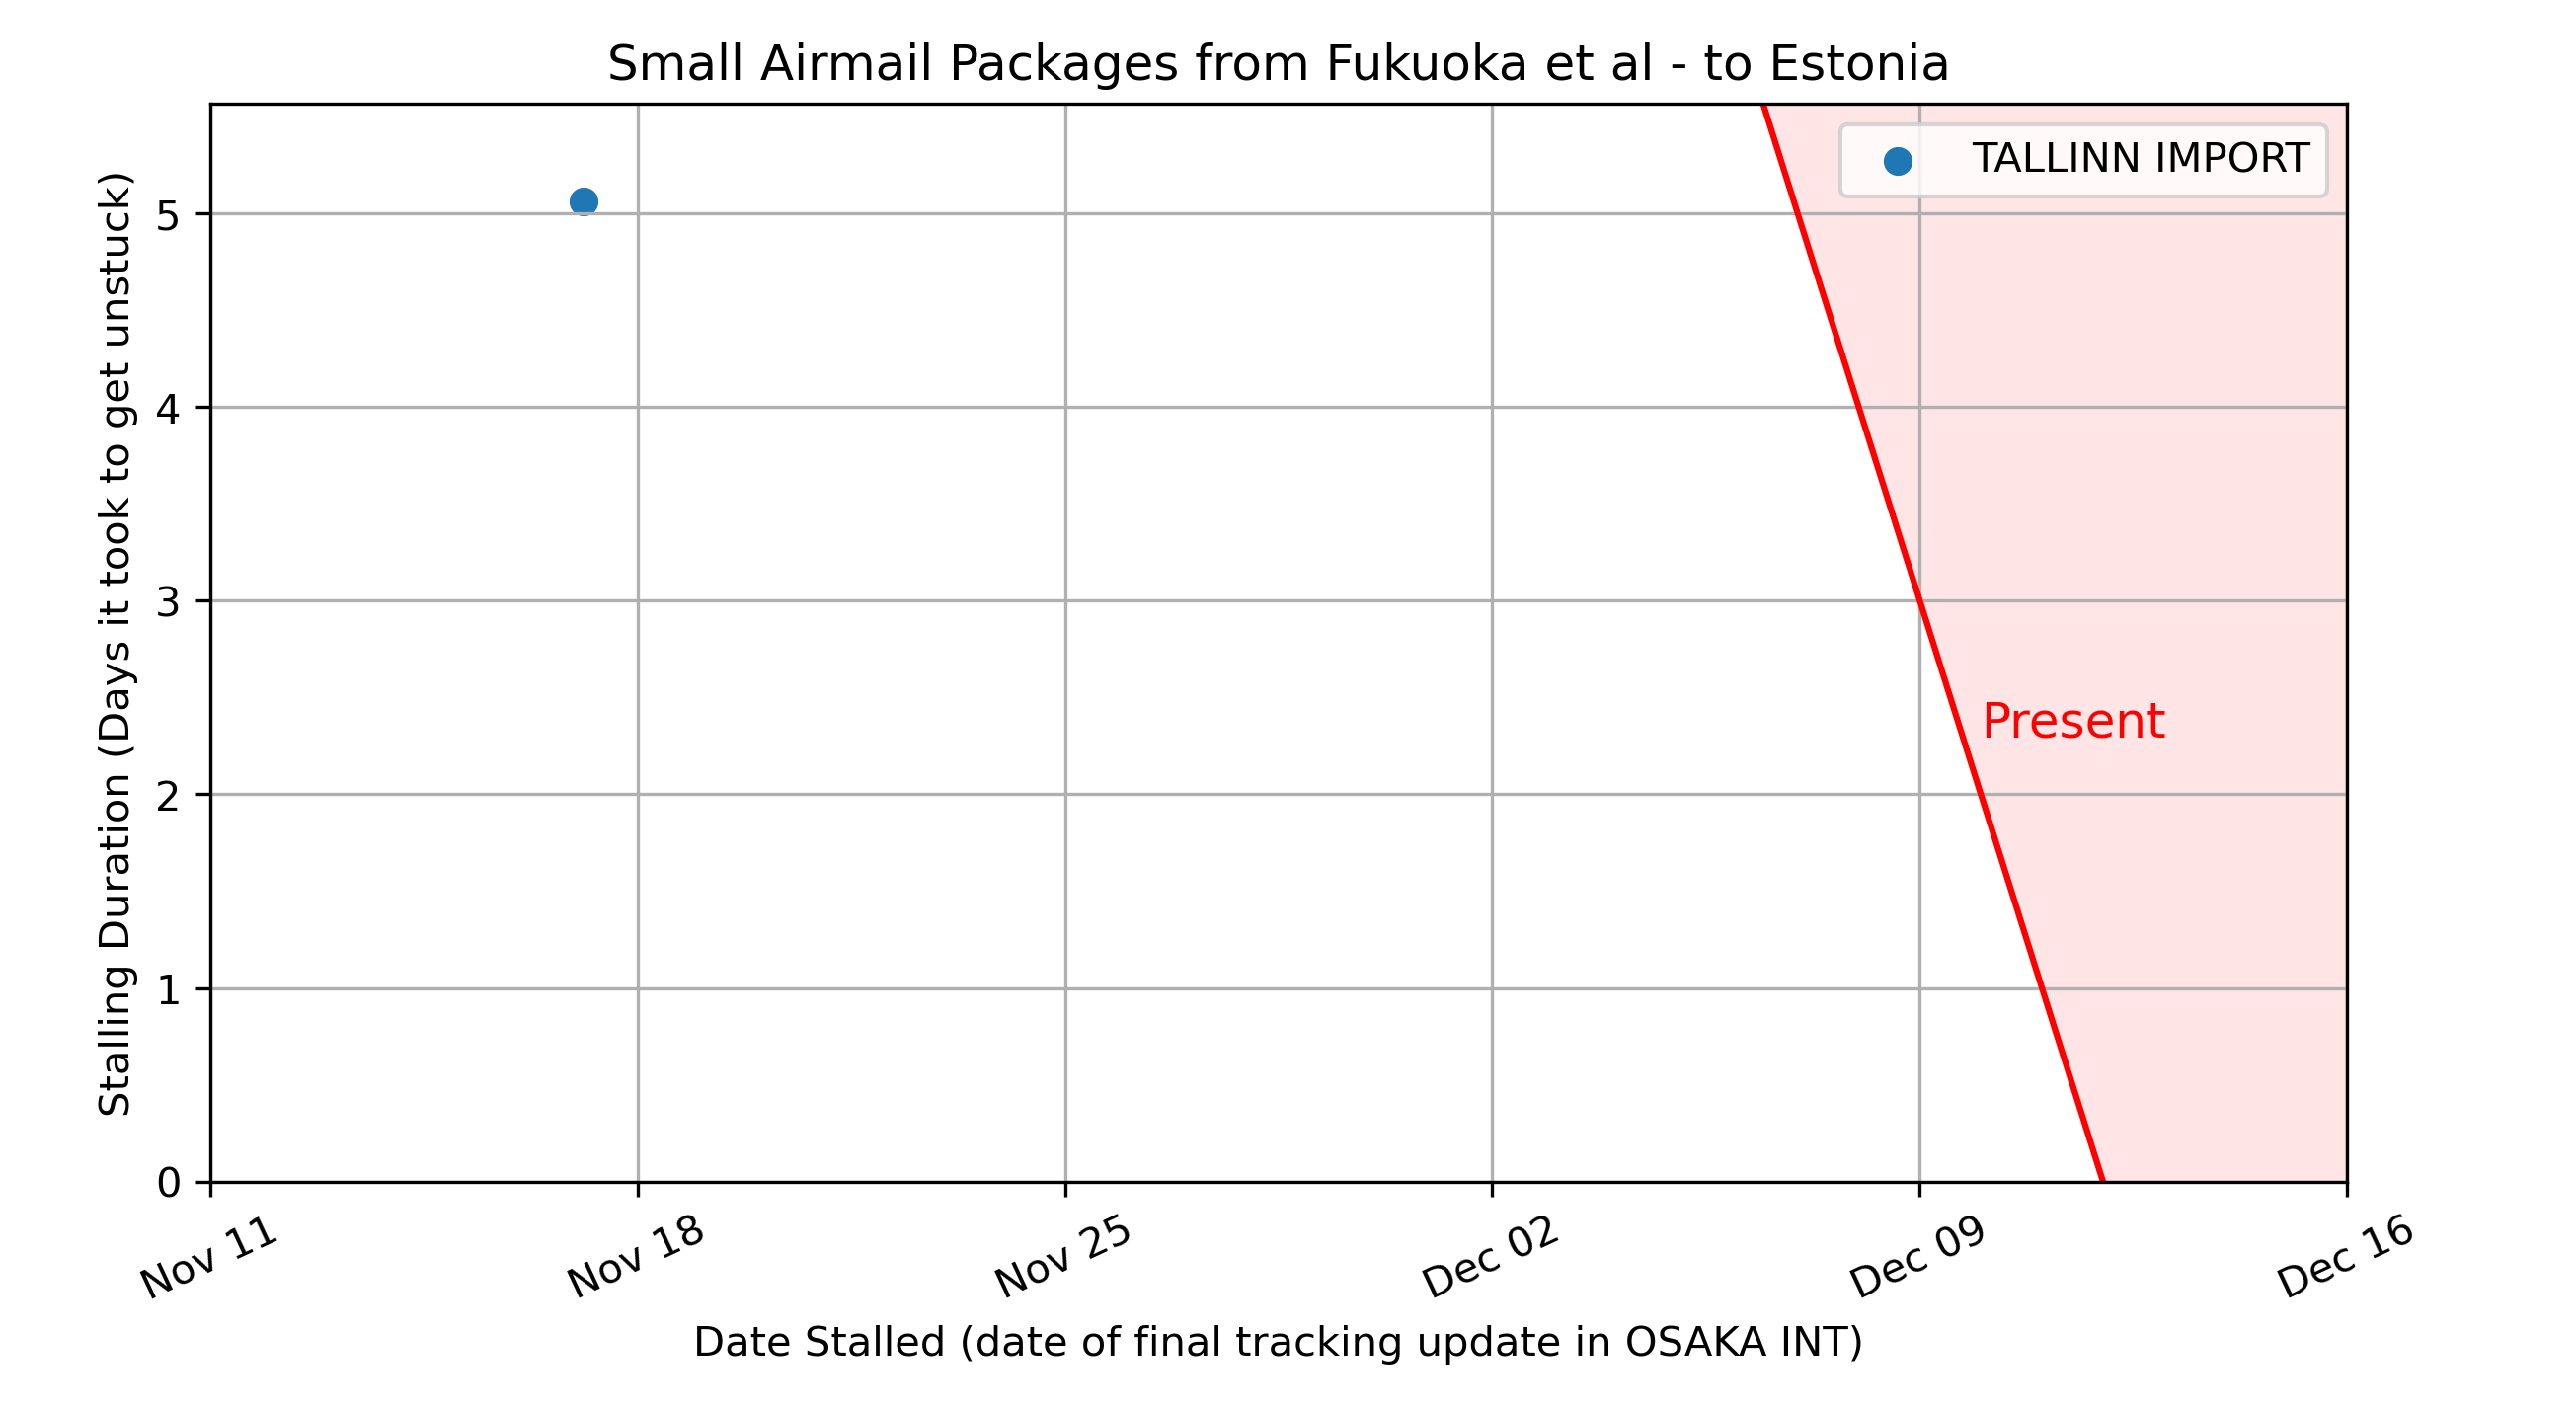 Small Airmail Packages from Fukuoka et al - to Estonia
TALLINN IMPORT
Stalling Duration (Days it took to get unstuck)
5
4
3
2
1
0
Present
Nov 11
Nov 18
Nov 25
Dec 02
Dec 09
Dec 16
Date Stalled (date of final tracking update in OSAKA INT)